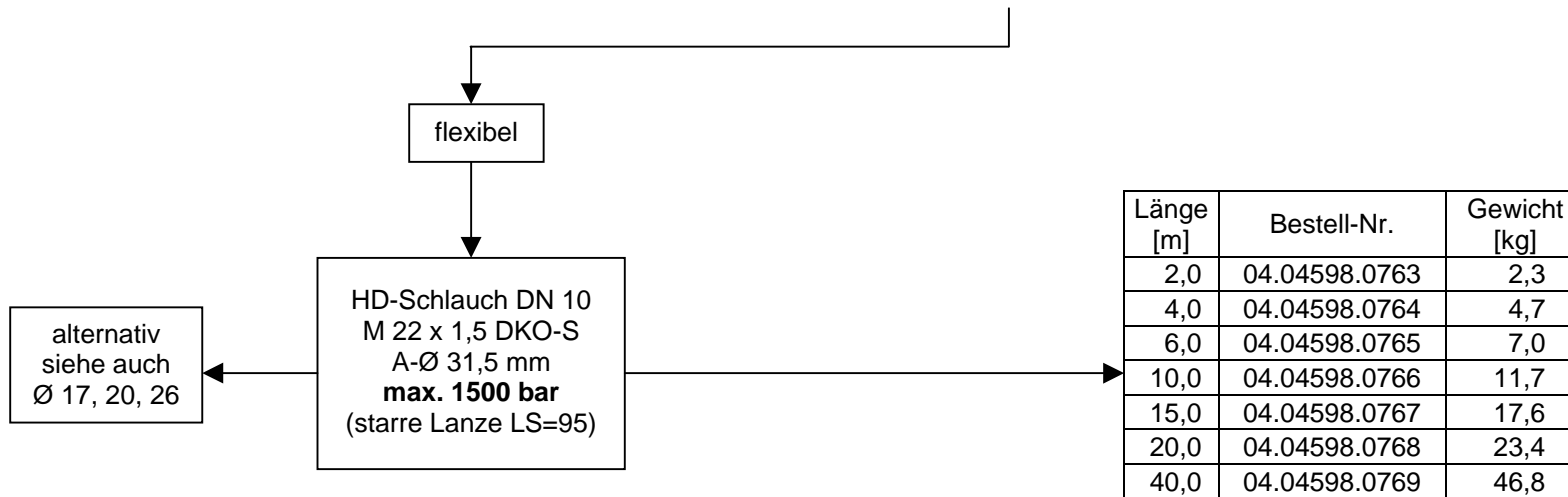 flexibel
HD-Schlauch DN 10
M 22 x 1,5 DKO-S
A-Ø 31,5 mm
max. 1500 bar
(starre Lanze LS=95)
alternativ
siehe auch
Ø 17, 20, 26
Länge [m] Bestell-Nr. Gewicht [kg]
2,0 04.04598.0763 2,3
4,0 04.04598.0764 4,7
6,0 04.04598.0765 7,0
10,0 04.04598.0766 11,7
15,0 04.04598.0767 17,6
20,0 04.04598.0768 23,4
40,0 04.04598.0769 46,8